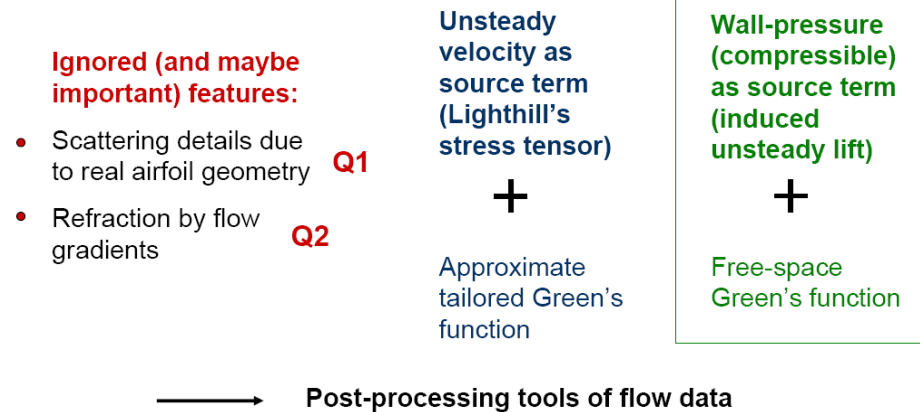 Ignored (and maybe
important) features:
• Scattering details due
to real airfoil geometry
Q1
• Refraction by flow
gradients
Q2
Unsteady
velocity as
source term
(Lighthill's
stress tensor)
+
Approximate
tailored Green's
function
Wall-pressure
(compressible)
as source term
(induced
unsteady lift)
+
Free-space
Green's function
Post-processing tools of flow data